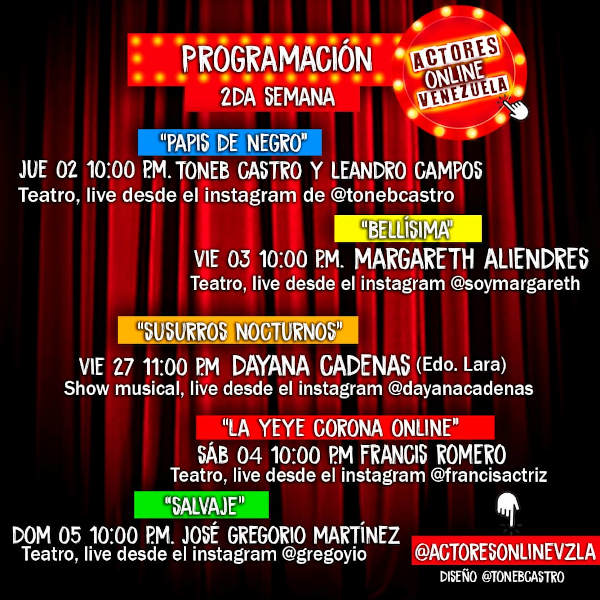 PROGRAMACIÓN
2DA SEMANA
ACTORES
ONLINE
VENEZUELA
"PAPIS DE NEGRO"
JUE 02 10:00 P.M. TONEB CASTRO Y LEANDRO CAMPOS
Teatro, live desde el instagram de @tonebcastro
"BELLÍSIMA"
VIE 03 10:00 P.M. MARGARETH ALIENDRES
Teatro, live desde el instagram @soymargareth
"SUSURROS NOCTURNOS"
VIE 27 11:00 P.M DAYANA CADENAS (Edo. Lara)
Show musical, live desde el instagram @dayanacadenas
"LA YEYE CORONA ONLINE"
SÁB 04 10:00 P.M FRANCIS ROMERO
Teatro, live desde el instagram @francisactriz
"SALVAJE"
DOM 05 10:00 P.M. JOSÉ GREGORIO MARTÍNEZ
Teatro, live desde el instagram @gregoyio
@ACTORESONLINEVZLA
DISEÑO @TONEBCASTRO